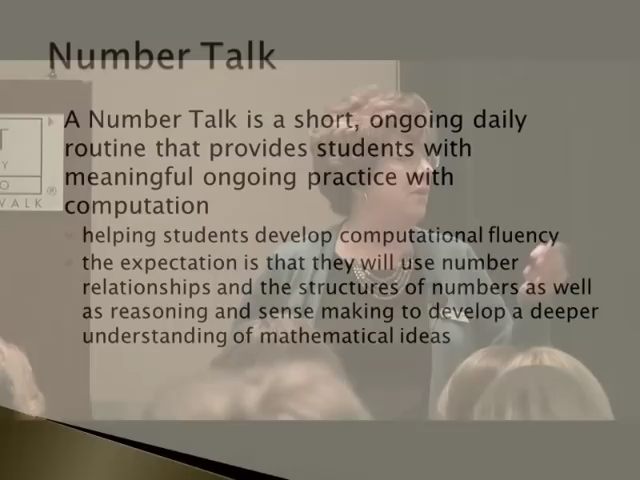 Number Talk
A Number Talk is a short, ongoing daily
routine that provides students with
meaningful ongoing practice with
computation
helping students develop computational fluency
the expectation is that they will use number
relationships and the structures of numbers as well
as reasoning and sense making to develop a deeper
understanding of mathematical ideas
T
Y
O
®
WALK